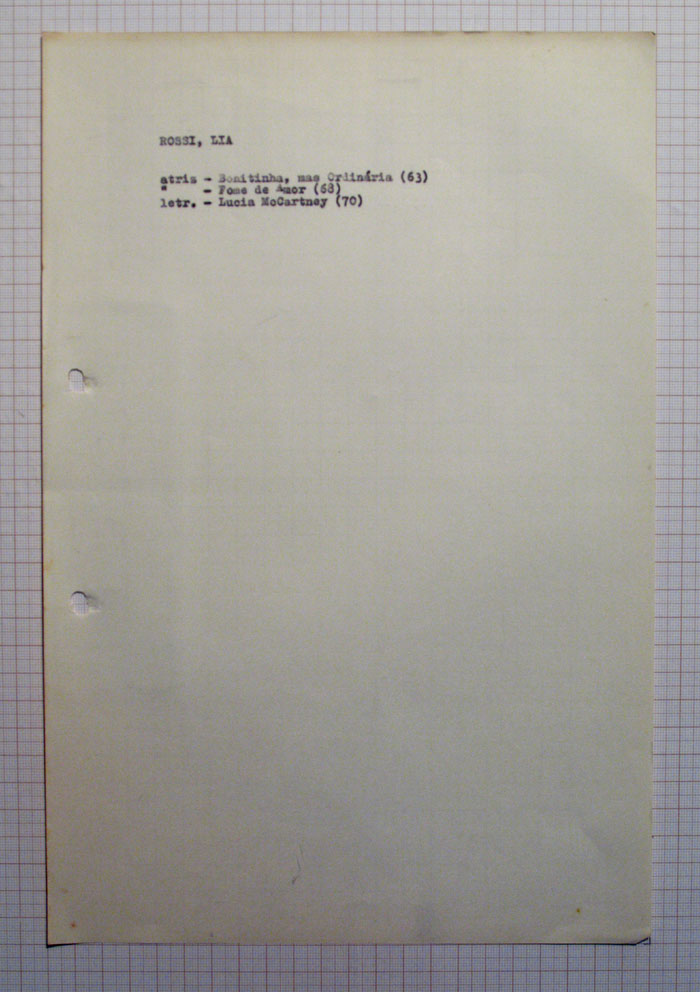 ROSSI, LIA
atris - Bonitinha, mas Ordinária (63)
" - Fome de Amor (68)
letr. - Lucia McCartney (70)